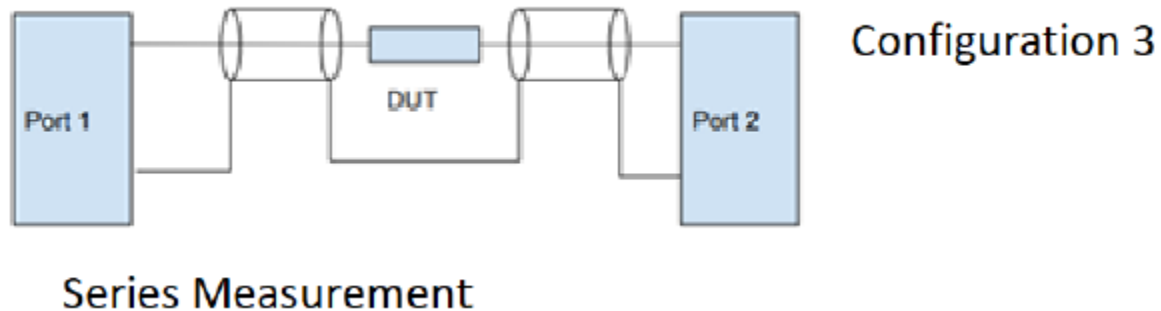 Configuration 3
DUT
Port 1
Port 2
Series Measurement